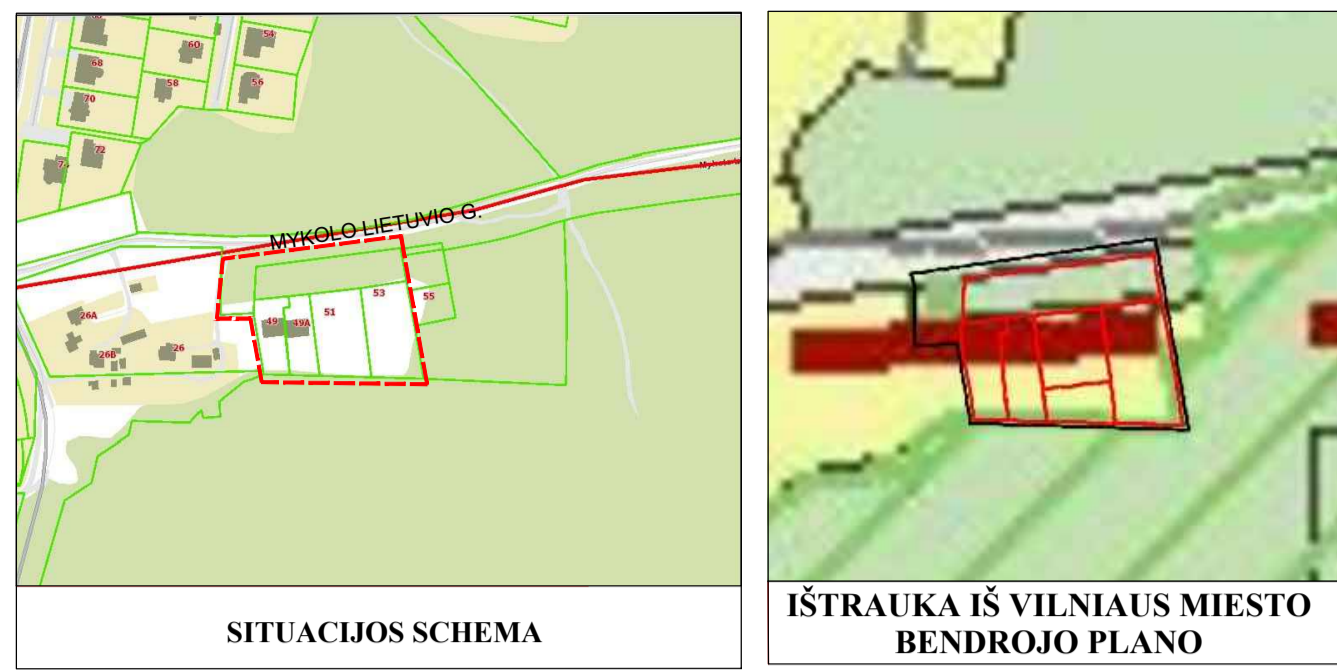 60
54
68
58
56
70
72
MYKOLO LIETUVIO G.
53
55
51
49
49A
26A
26B
26
SITUACIJOS SCHEMA
IŠTRAUKA IŠ VILNIAUS MIESTO
BENDROJO PLANO